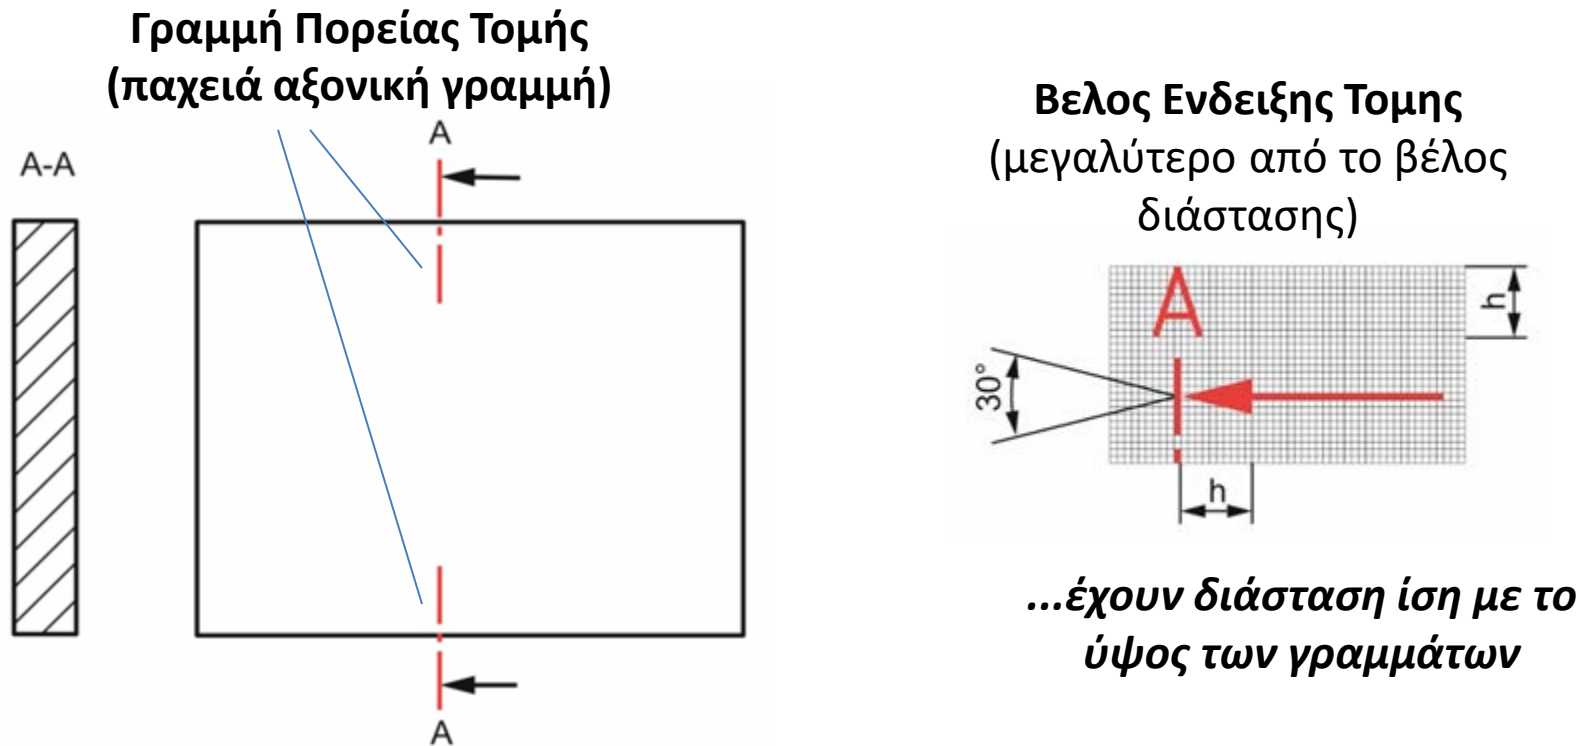 Γραμμή Πορείας Τομής
(παχειά αξονική γραμμή)
A
A-A
A
Βελος Ενδειξης Τομης
(μεγαλύτερο από το βέλος
διάστασης)
A
h
30°
h
...έχουν διάσταση ίση με το
ύψος των γραμμάτων